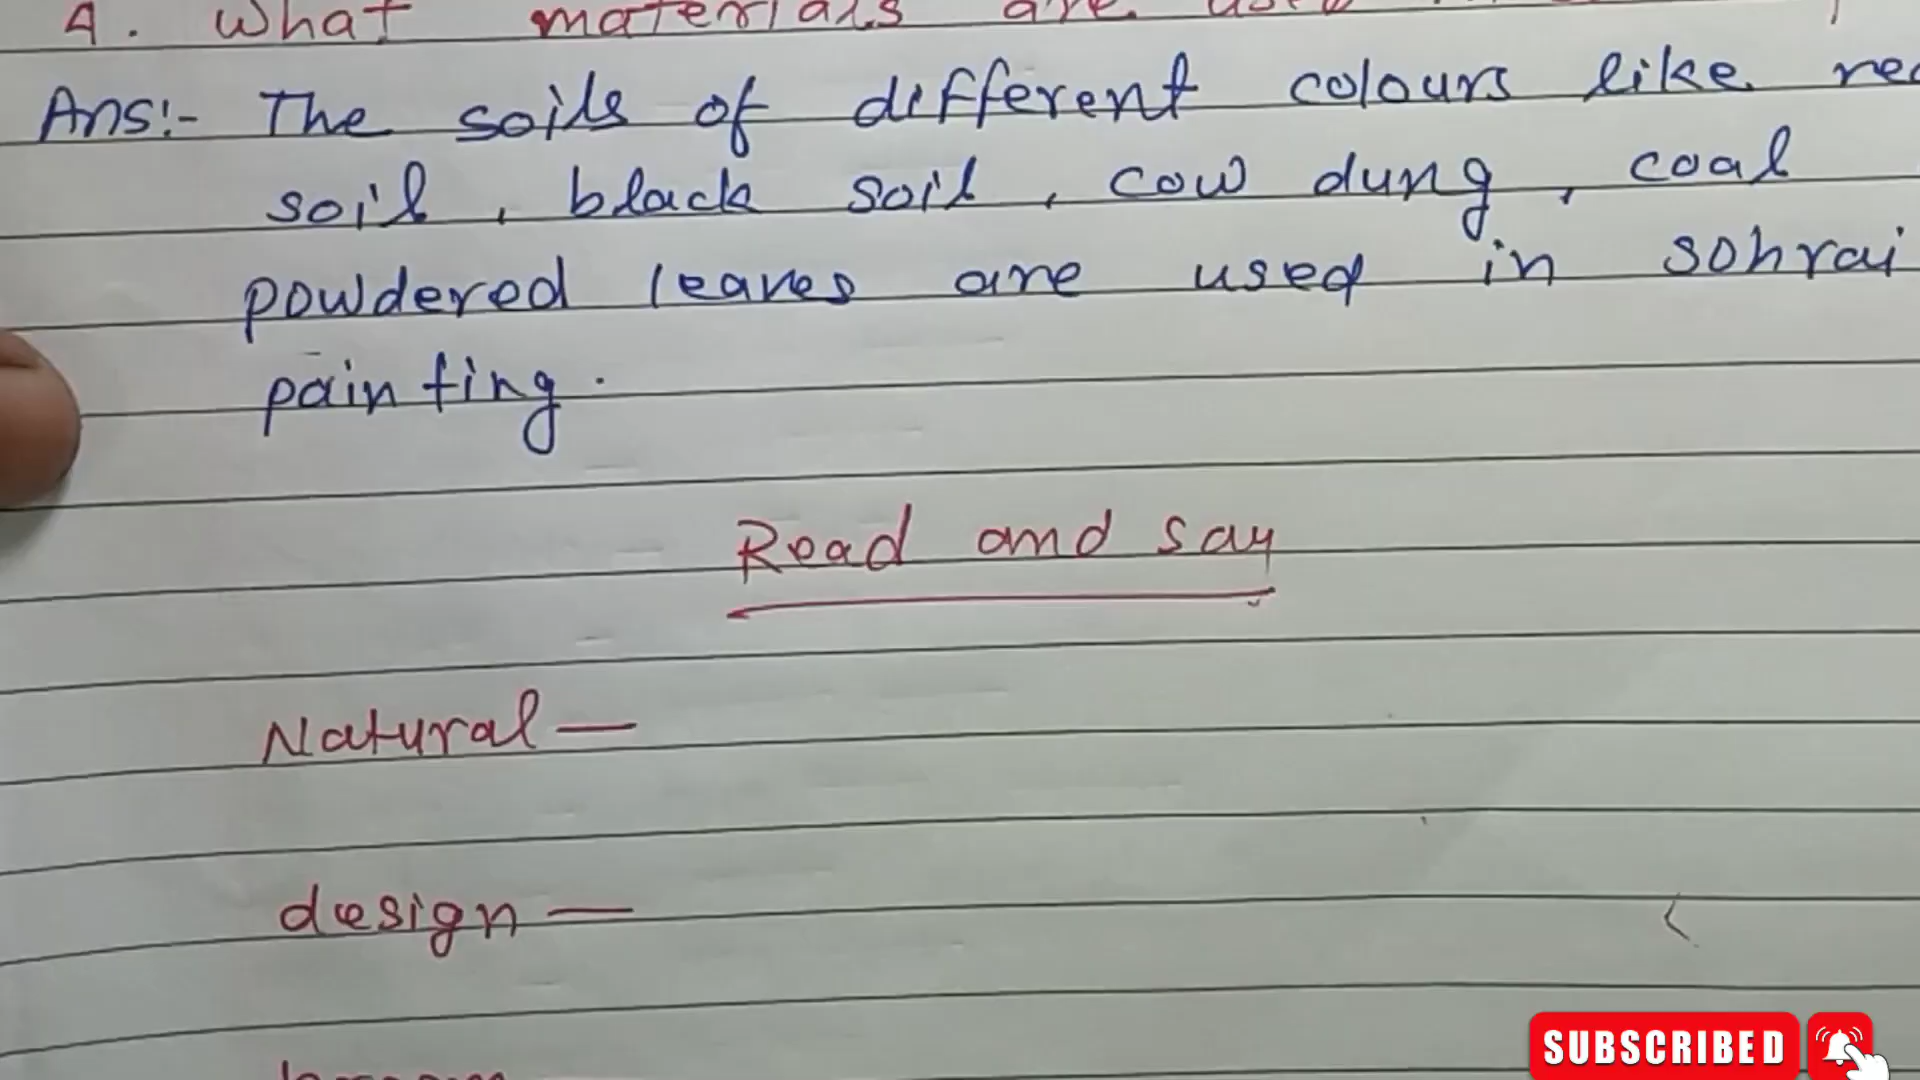 4. What materials are used
Ans:- The soils of different colours like
soil, black soil, cow dung, coal
powdered leaves are used in sohrai
painting.
Read and say
Natural —
design —
SUBSCRIBED